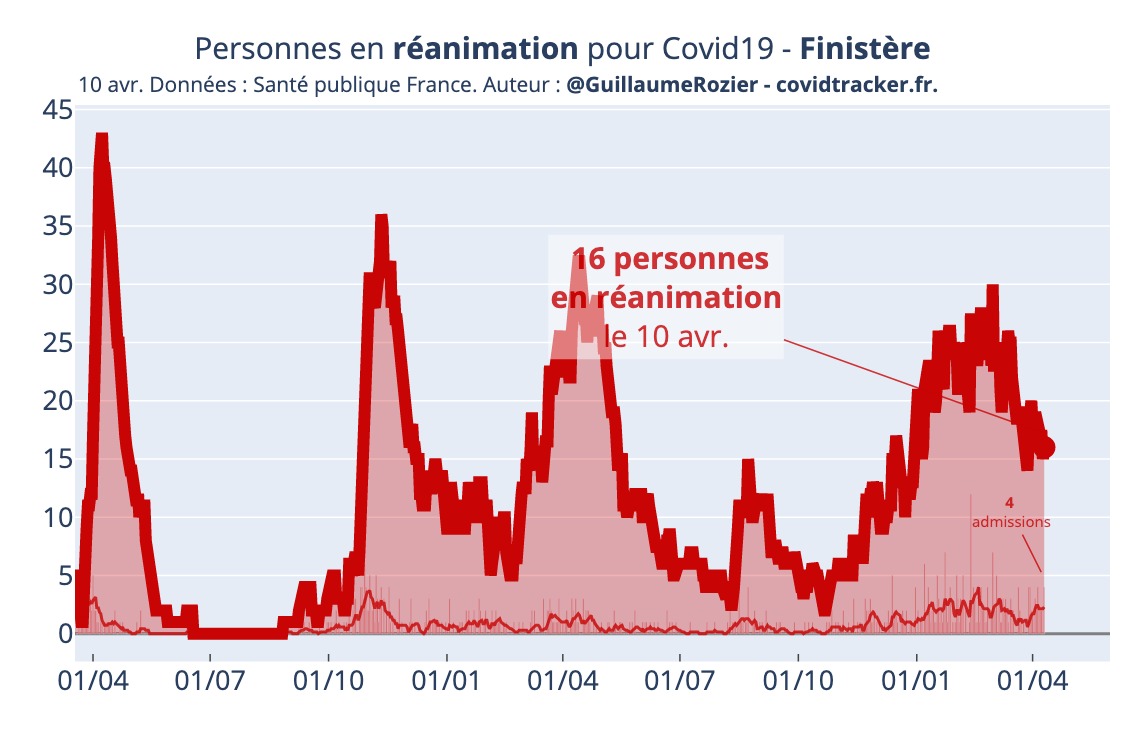 Personnes en réanimation pour Covid19 - Finistère
10 avr. Données : Santé publique France. Auteur : @GuillaumeRozier - covidtracker.fr.
45
40
35
30
25
20
15
10
5
0
16 personnes
en réanimation
le 10 avr.
4
admissions
01/04 01/07 01/10 01/01 01/04 01/07 01/10 01/01 01/04